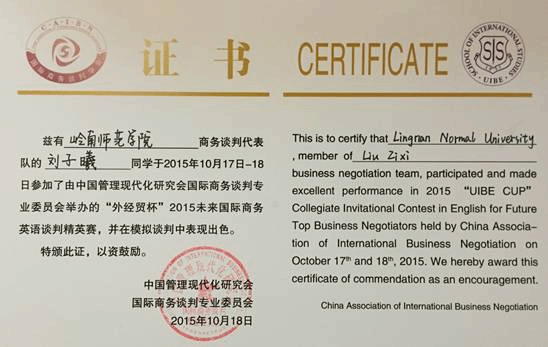 C·A·I·B·N
国际商务谈判学会
证 书
兹有岭南师范学院商务谈判代表
队的刘子曦同学于2015年10月17日-18
日参加了由中国管理现代化研究会国际商务谈判专
业委员会举办的“外经贸杯”2015未来国际商务
英语谈判精英赛，并在模拟谈判中表现出色。
特颁此证，以资鼓励。
中国管理现代化研究会
国际商务谈判专业委员会
2015年10月18日
CERTIFICATE
SCHOOL OF INTERNATIONAL STUDIES
SIS
UIBE
This is to certify that Lingnan Normal University
, member of Liu Zixi
business negotiation team, participated and made
excellent performance in 2015 “UIBE CUP”
Collegiate Invitational Contest in English for Future
Top Business Negotiators held by China Associa-
tion of International Business Negotiation on
October 17th and 18th, 2015. We hereby award this
certificate of commendation as an encouragement.
China Association of International Business Negotiation